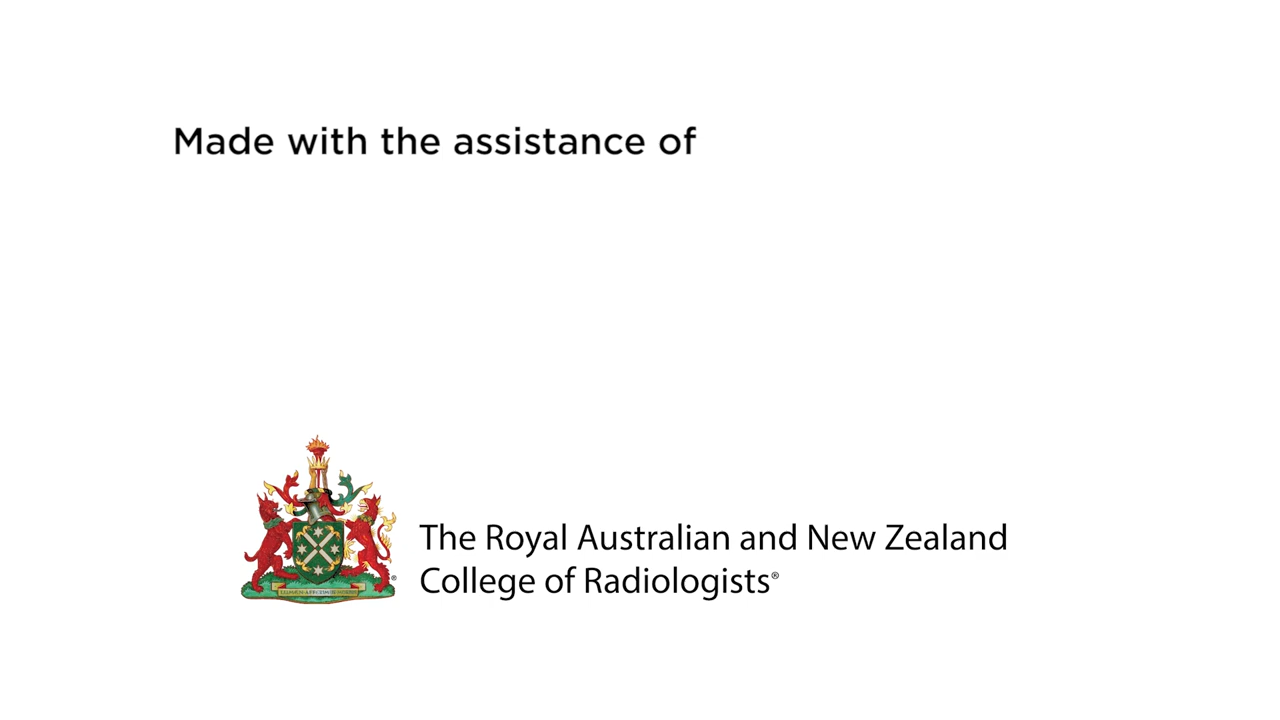 Made with the assistance of
The Royal Australian and New Zealand
College of Radiologists®